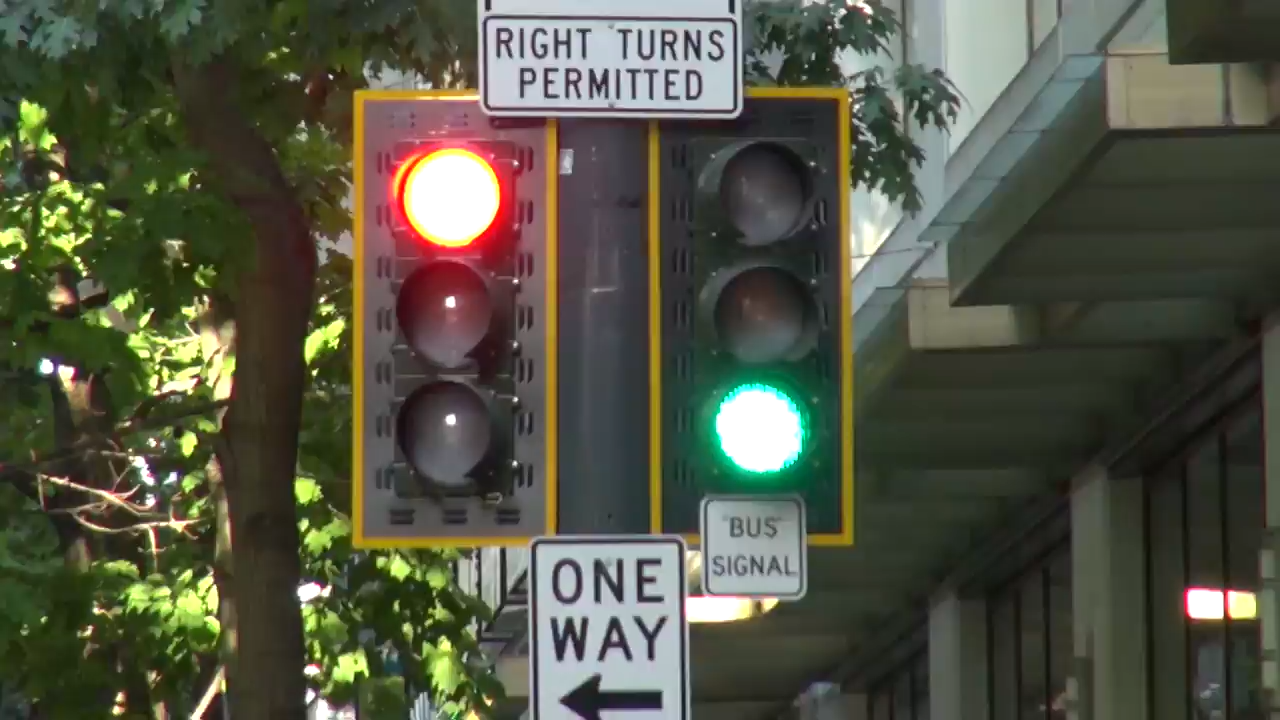 RIGHT TURNS
PERMITTED
"BUS"
SIGNAL
ONE
WAY